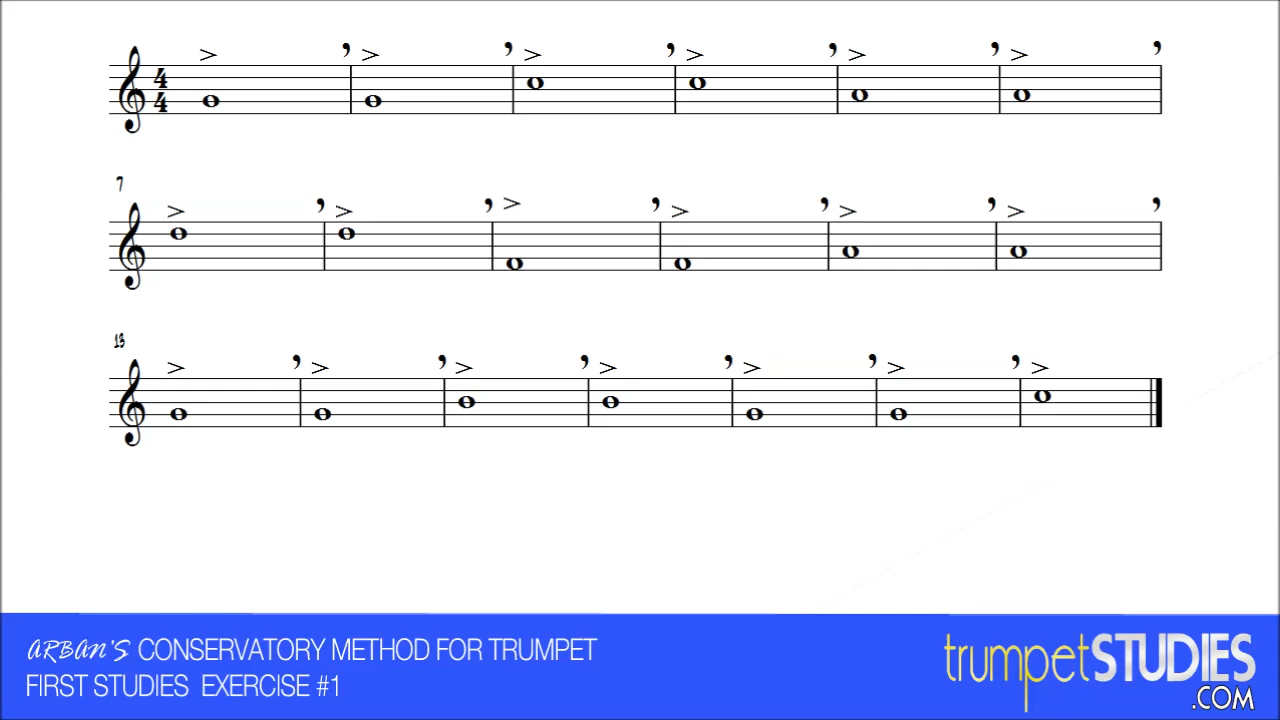 4
4
7
13
ARBAN'S CONSERVATORY METHOD FOR TRUMPET
FIRST STUDIES EXERCISE #1
trumpetSTUDIES
.COM